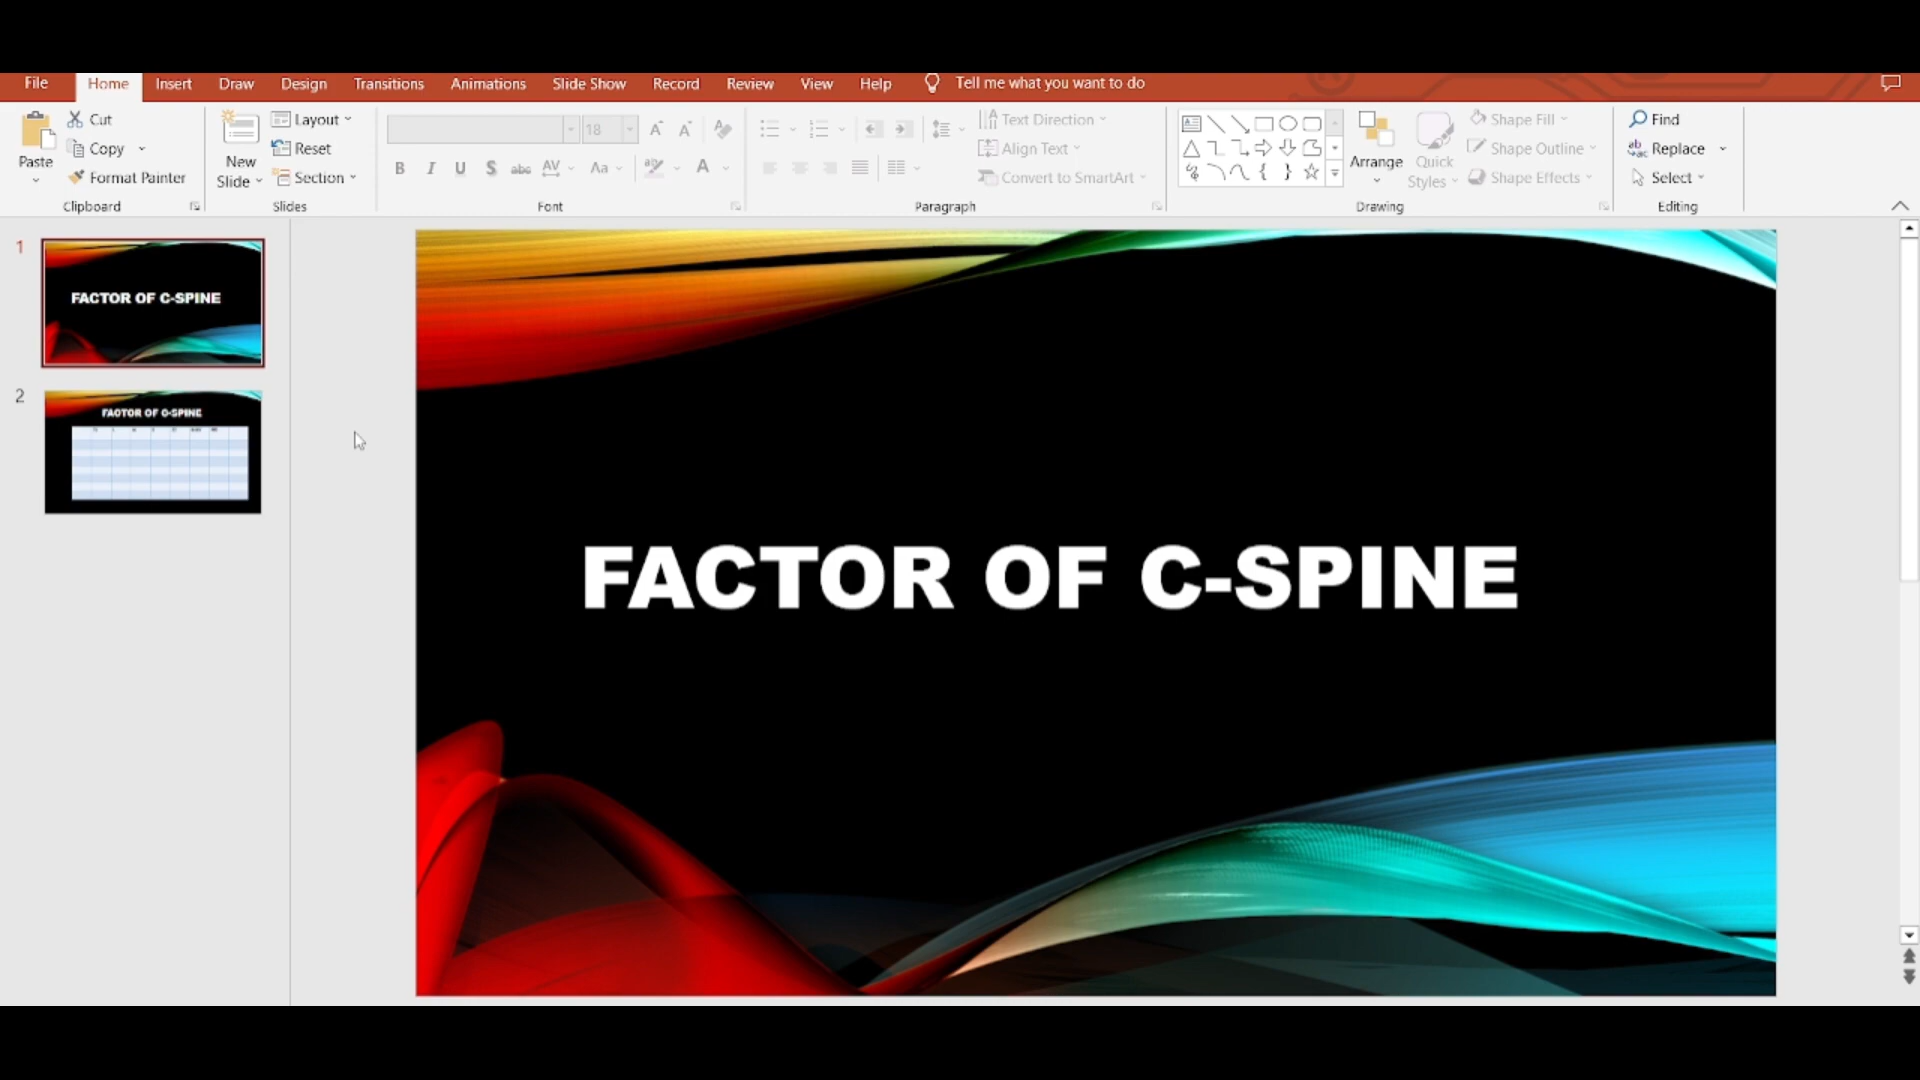 File Home Insert Draw Design Transitions Animations Slide Show Record Review View Help Tell me what you want to do
Paste
Cut
Copy
Format Painter
Clipboard
New
Slide
Layout
Reset
Section
Slides
18
B I U S abc AV Aa A
Font
Text Direction
Align Text
Convert to SmartArt
Paragraph
Arrange
Quick
Styles
Shape Fill
Shape Outline
Shape Effects
Drawing
Find
Replace
Select
Editing
1
FACTOR OF C-SPINE
2
FACTOR OF C-SPINE
FACTOR OF C-SPINE